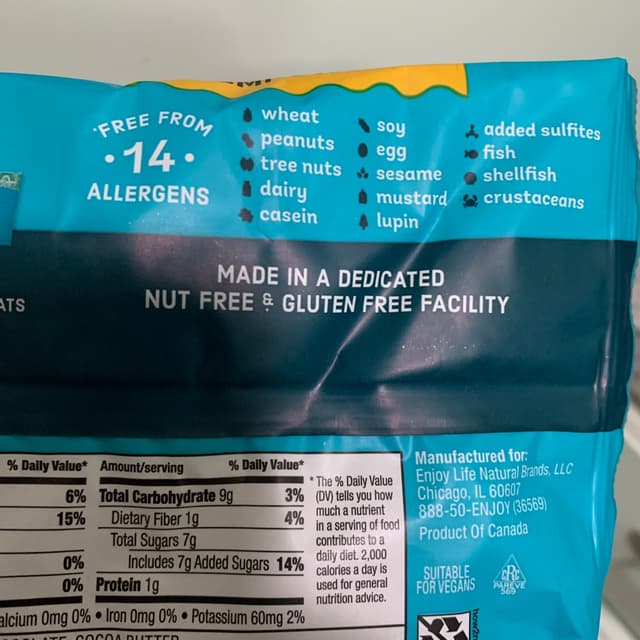 FREE FROM
• 14 •
ALLERGENS
wheat
peanuts
tree nuts
dairy
casein
soy
egg
sesame
mustard
lupin
added sulfites
fish
shellfish
crustaceans
MADE IN A DEDICATED
NUT FREE & GLUTEN FREE FACILITY
% Daily Value*
6%
15%
0%
0%
Amount/serving % Daily Value*
Total Carbohydrate 9g 3%
Dietary Fiber 1g 4%
Total Sugars 7g
Includes 7g Added Sugars 14%
Protein 1g
0mg 0% • Iron 0mg 0% • Potassium 60mg 2%
* The % Daily Value
(DV) tells you how
much a nutrient
in a serving of food
contributes to a
daily diet. 2,000
calories a day is
used for general
nutrition advice.
COCOA BUTTER
Manufactured for:
Enjoy Life Natural Brands, LLC
Chicago, IL 60607
888-50-ENJOY (36569)
Product Of Canada
SUITABLE
FOR VEGANS
CRC
PAREVE
569